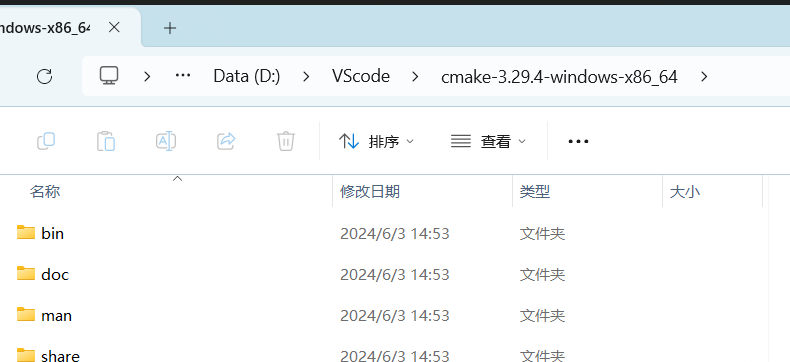 ndows-x86_64
Data (D:) VScode cmake-3.29.4-windows-x86_64
排序 查看
名称 修改日期 类型 大小
bin 2024/6/3 14:53 文件夹
doc 2024/6/3 14:53 文件夹
man 2024/6/3 14:53 文件夹
share 2024/6/3 14:53 文件夹